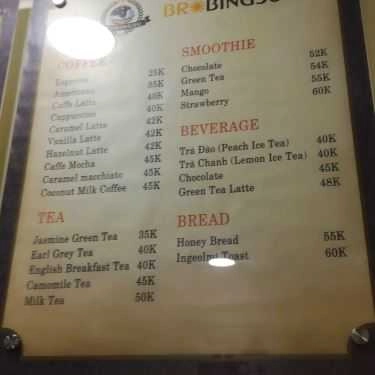 BROBINGSU
COFFEE
Espresso 25K
Americano 35K
Caffe Latte 40K
Cappuccino 40K
Caramel Latte 42K
Vanilla Latte 42K
Hazelnut Latte 42K
Caffe Mocha 45K
Caramel macchiato 45K
Coconut Milk Coffee 45K
TEA
Jasmine Green Tea 35K
Earl Grey Tea 40K
English Breakfast Tea 40K
Camomile Tea 45K
Milk Tea 50K
SMOOTHIE
Chocolate 52K
Green Tea 54K
Mango 55K
Strawberry 60K
BEVERAGE
Trà Đào (Peach Ice Tea) 40K
Trà Chanh (Lemon Ice Tea) 40K
Chocolate 45K
Green Tea Latte 48K
BREAD
Honey Bread 55K
Ingeolmi Toast 60K